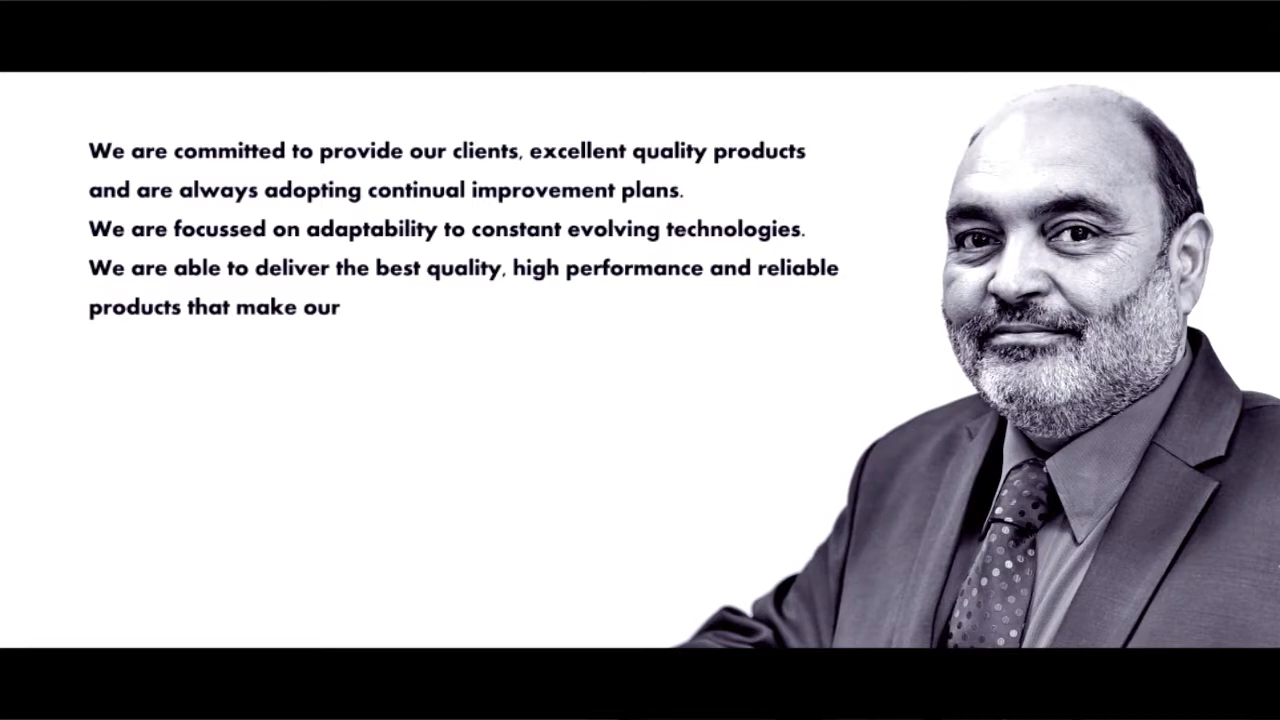 We are committed to provide our clients, excellent quality products
and are always adopting continual improvement plans.
We are focussed on adaptability to constant evolving technologies.
We are able to deliver the best quality, high performance and reliable
products that make our